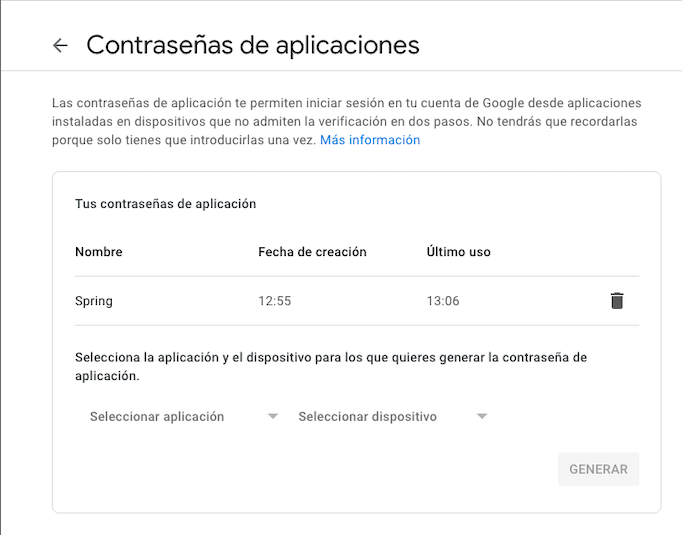 Contraseñas de aplicaciones
Las contraseñas de aplicación te permiten iniciar sesión en tu cuenta de Google desde aplicaciones
instaladas en dispositivos que no admiten la verificación en dos pasos. No tendrás que recordarlas
porque solo tienes que introducirlas una vez. Más información
Tus contraseñas de aplicación
Nombre Fecha de creación Último uso
Spring 12:55 13:06
Selecciona la aplicación y el dispositivo para los que quieres generar la contraseña de
aplicación.
Seleccionar aplicación Seleccionar dispositivo
GENERAR